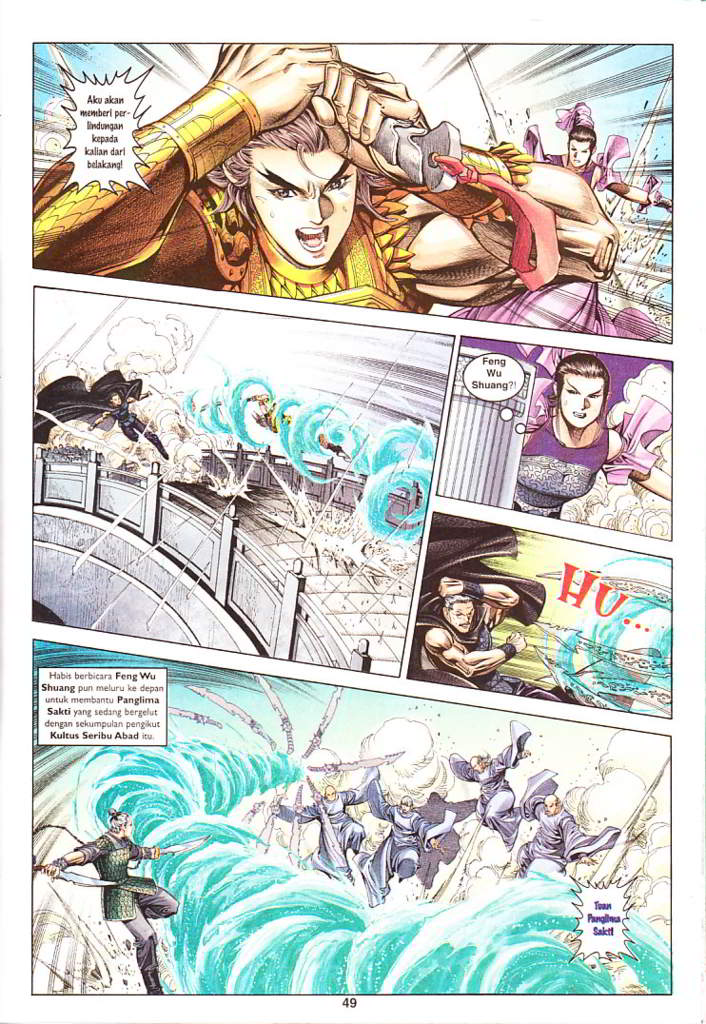 Aku akan
memberi per-
lindungan
kepada
kalian dari
belakang!
Feng
Wu
Shuang?!
HU...
Habis berbicara Feng Wu
Shuang pun meluru ke depan
untuk membantu Panglima
Sakti yang sedang bergelut
dengan sekumpulan pengikut
Kultus Seribu Abad itu.
Tuan
Panglima
Sakti!
49